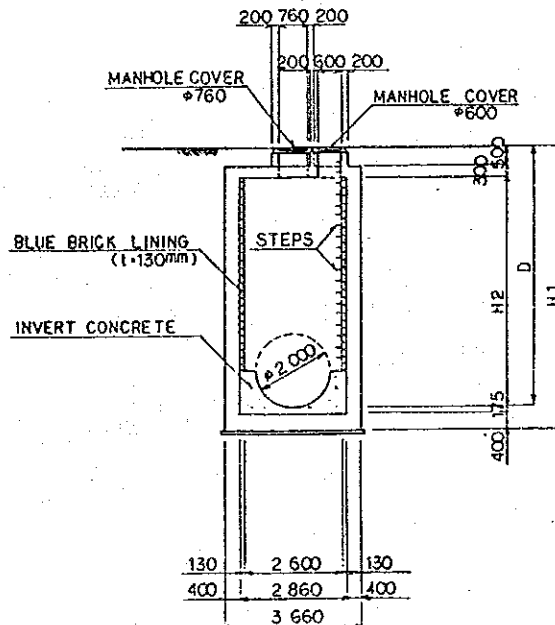 200 760 200
200 600 200
MANHOLE COVER
φ760
MANHOLE COVER
φ600
500
300
BLUE BRICK LINING
(t=130mm)
STEPS
D
H2
H1
INVERT CONCRETE
φ2 000
175
400
130 2 600 130
400 2 860 400
3 660